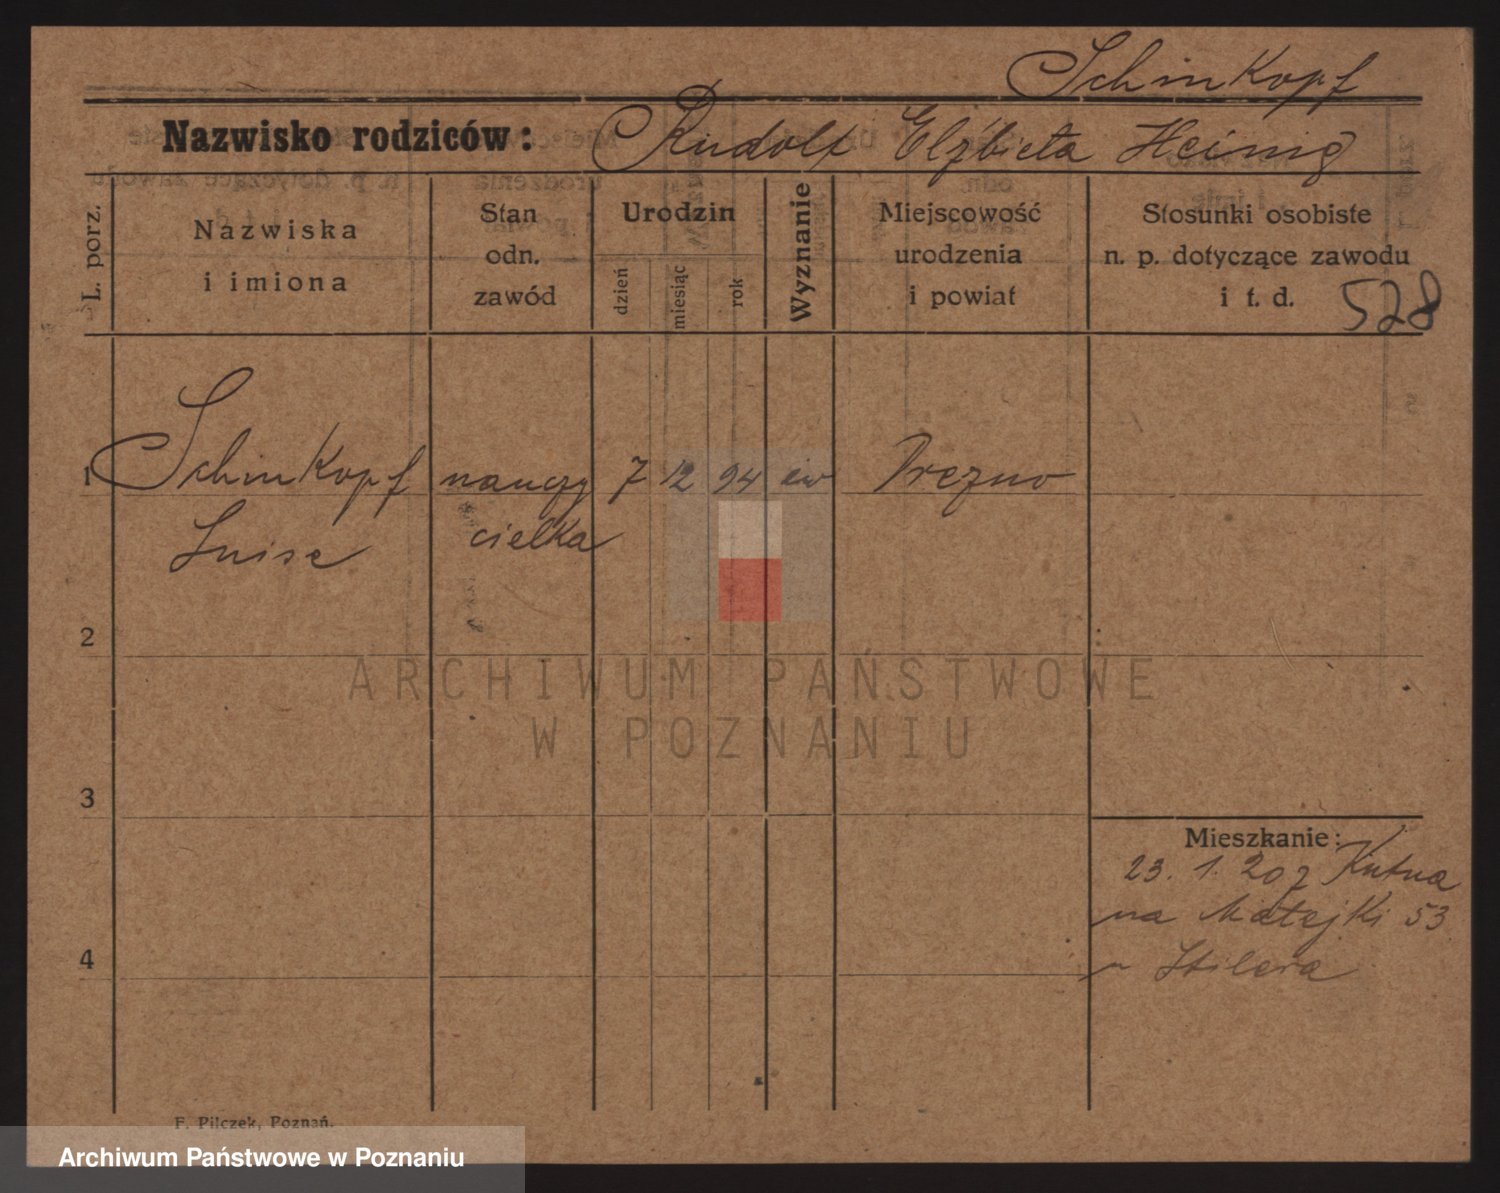 Schinkopf
Nazwisko rodziców: Rudolf Elżbieta Heinig
L. porz.
Nazwiska
i imiona
Stan
odn.
zawód
Urodzin
dzień
miesiąc
rok
Wyznanie
Miejscowość
urodzenia
i powiat
Stosunki osobiste
n. p. dotyczące zawodu
i t. d. 528
1 Schinkopf nauczy 7 12 94 ew
Luise cielka
2
3
4
Mieszkanie:
23. 1. 20 z Kutna
na Matejki 53
F. Pilczek, Poznań.
ARCHIWUM PAŃSTWOWE
W POZNANIU
Archiwum Państwowe w Poznaniu